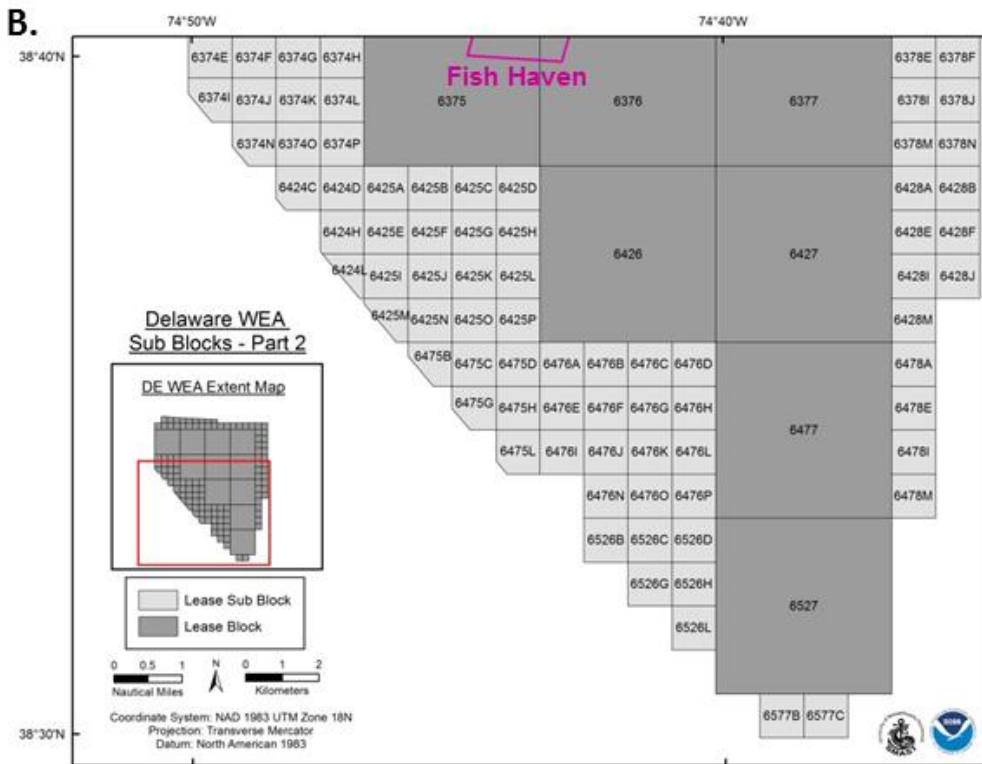 B.
74°50'W 74°40'W
38°40'N
6374E 6374F 6374G 6374H 6378E 6378F
Fish Haven
6375 6376 6377
6374I 6374J 6374K 6374L 6378I 6378J
6374N 6374O 6374P 6378M 6378N
6424C 6424D 6425A 6425B 6425C 6425D 6428A 6428B
6424H 6425E 6425F 6425G 6425H 6426 6427 6428E 6428F
6424L 6425I 6425J 6425K 6425L 6428I 6428J
6425M 6425N 6425O 6425P 6428M
6475B 6475C 6475D 6476A 6476B 6476C 6476D 6478A
6475G 6475H 6476E 6476F 6476G 6476H 6477 6478E
6475L 6476I 6476J 6476K 6476L 6478I
6476N 6476O 6476P 6478M
6526B 6526C 6526D
6526G 6526H 6527
6526L
6577B 6577C
Delaware WEA
Sub Blocks - Part 2
DE WEA Extent Map
Lease Sub Block
Lease Block
0 0.5 1 N 0 1 2
Nautical Miles Kilometers
Coordinate System: NAD 1983 UTM Zone 18N
Projection: Transverse Mercator
Datum: North American 1983
38°30'N
SMAST
NOAA